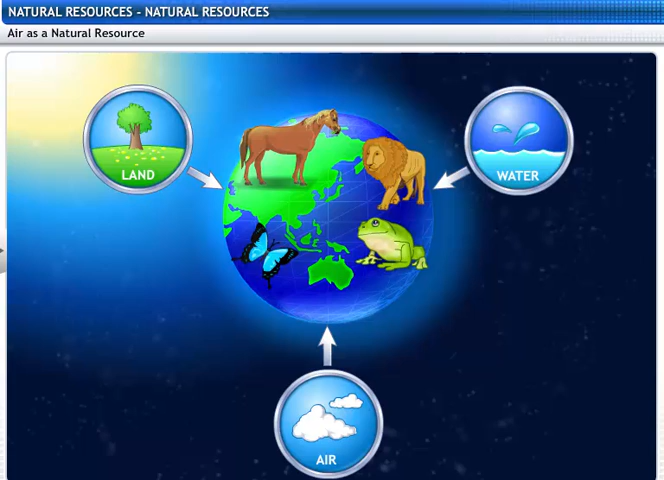 NATURAL RESOURCES - NATURAL RESOURCES
Air as a Natural Resource
LAND
WATER
AIR